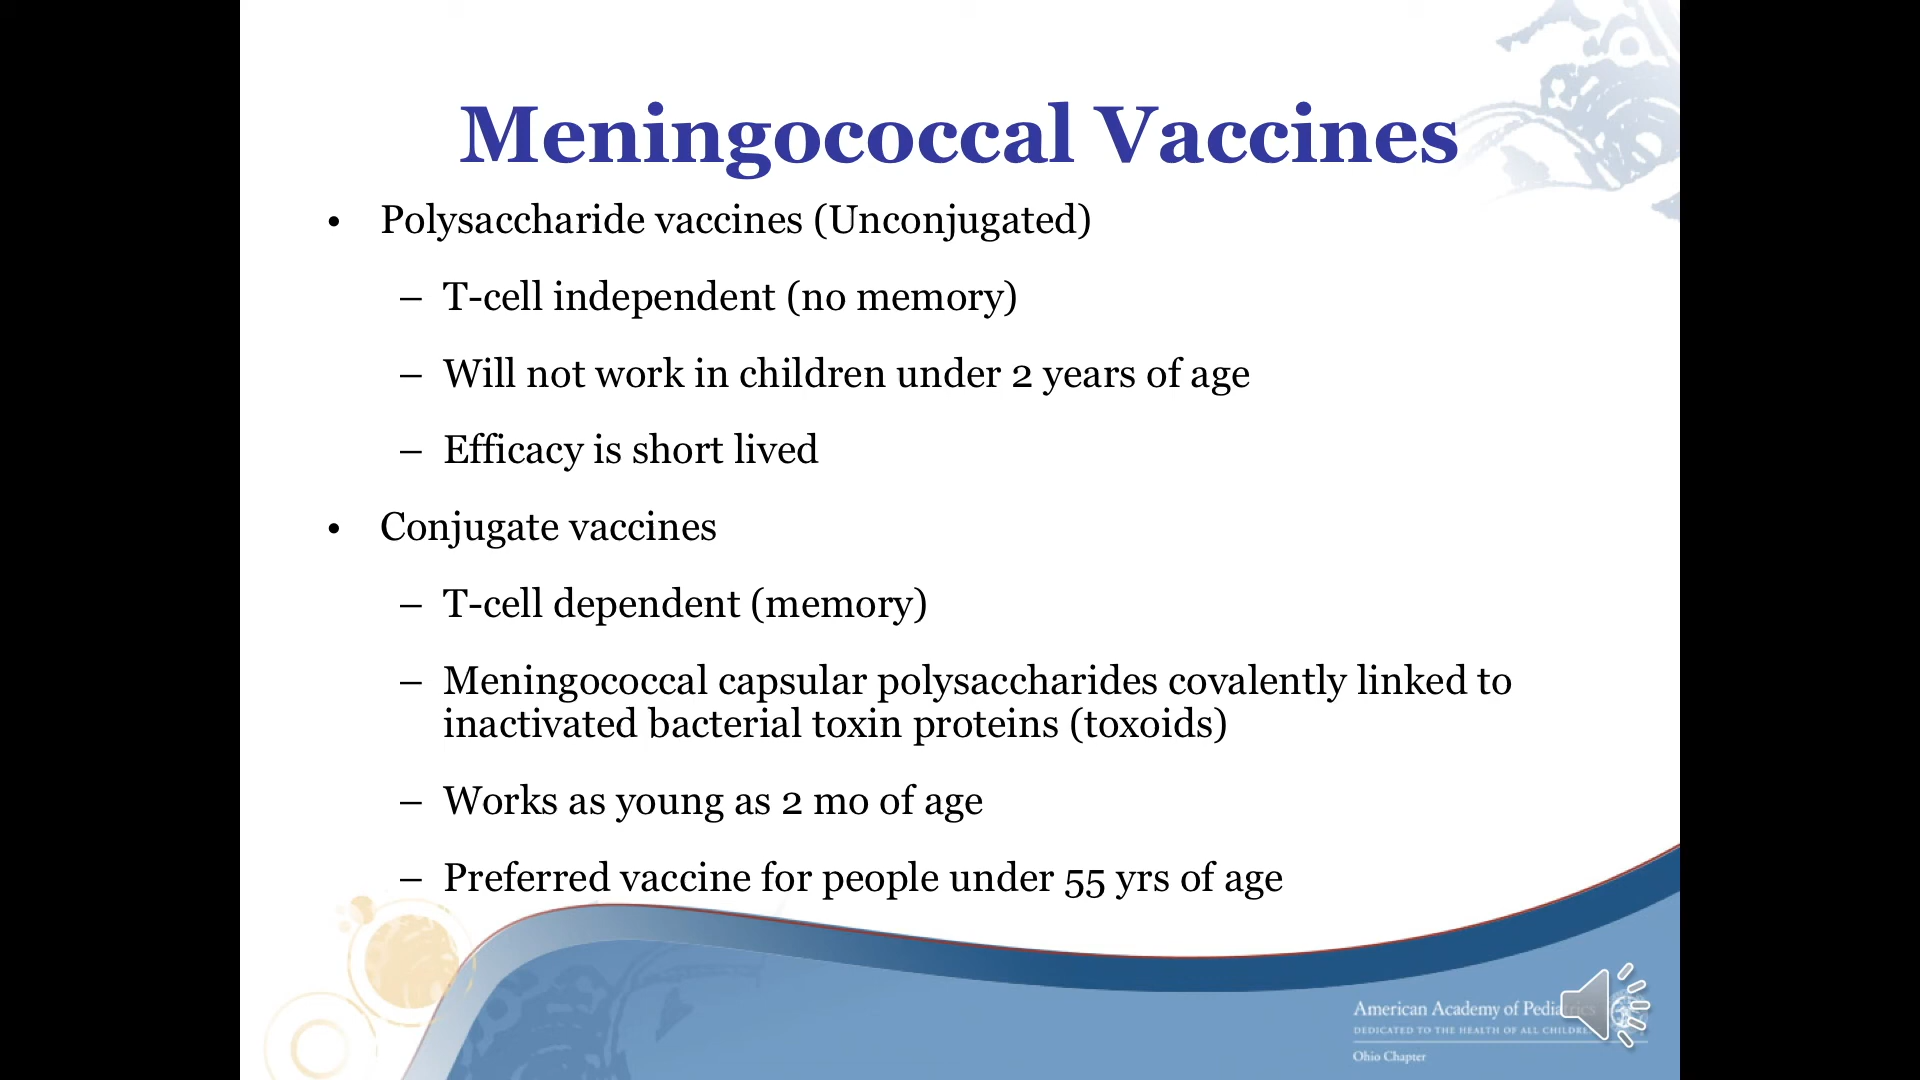 Meningococcal Vaccines
• Polysaccharide vaccines (Unconjugated)
– T-cell independent (no memory)
– Will not work in children under 2 years of age
– Efficacy is short lived
• Conjugate vaccines
– T-cell dependent (memory)
– Meningococcal capsular polysaccharides covalently linked to
inactivated bacterial toxin proteins (toxoids)
– Works as young as 2 mo of age
– Preferred vaccine for people under 55 yrs of age
American Academy of Pediatrics
DEDICATED TO THE HEALTH OF ALL
Ohio Chapter